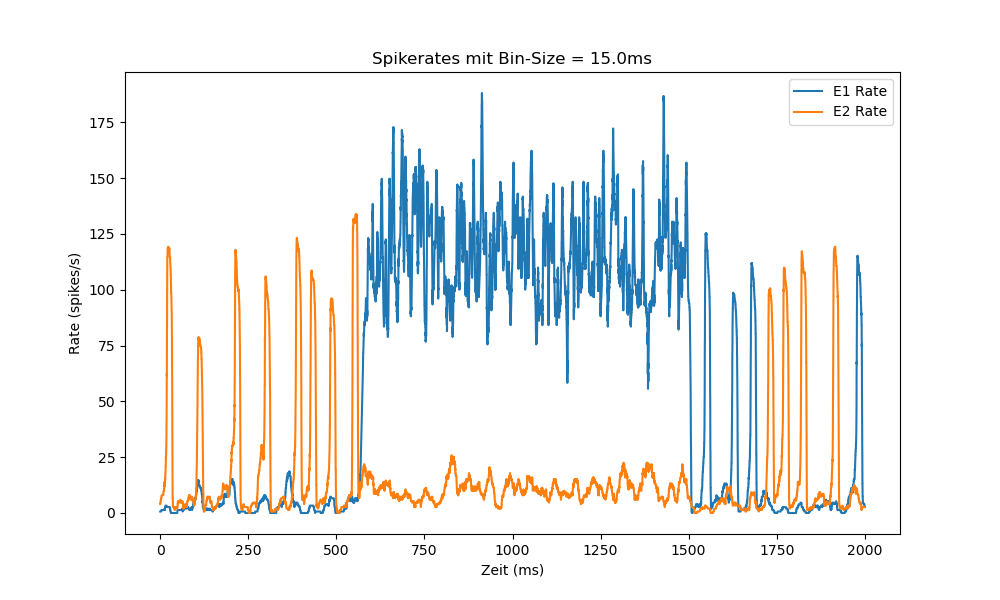 Spikerates mit Bin-Size = 15.0ms
E1 Rate
E2 Rate
Rate (spikes/s)
175
150
125
100
75
50
25
0
0 250 500 750 1000 1250 1500 1750 2000
Zeit (ms)